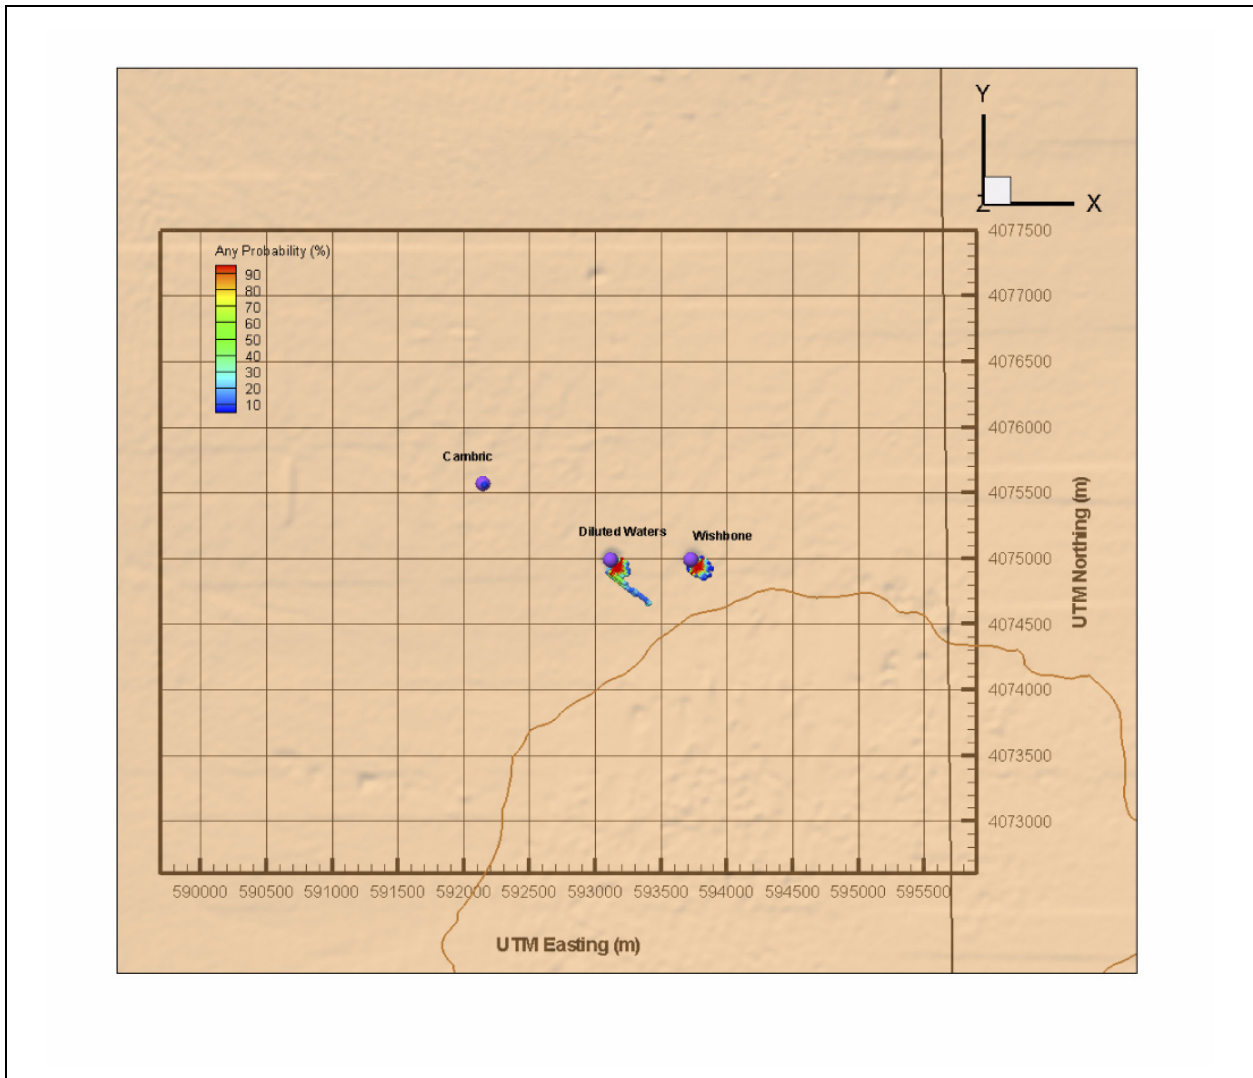 Y
Z
X
4077500
Any Probability (%)
90
80
70
60
50
40
30
20
10
4077000
4076500
4076000
Cambric
4075500
Diluted Waters
Wishbone
4075000
4074500
4074000
4073500
4073000
UTM Northing (m)
590000 590500 591000 591500 592000 592500 593000 593500 594000 594500 595000 595500
UTM Easting (m)